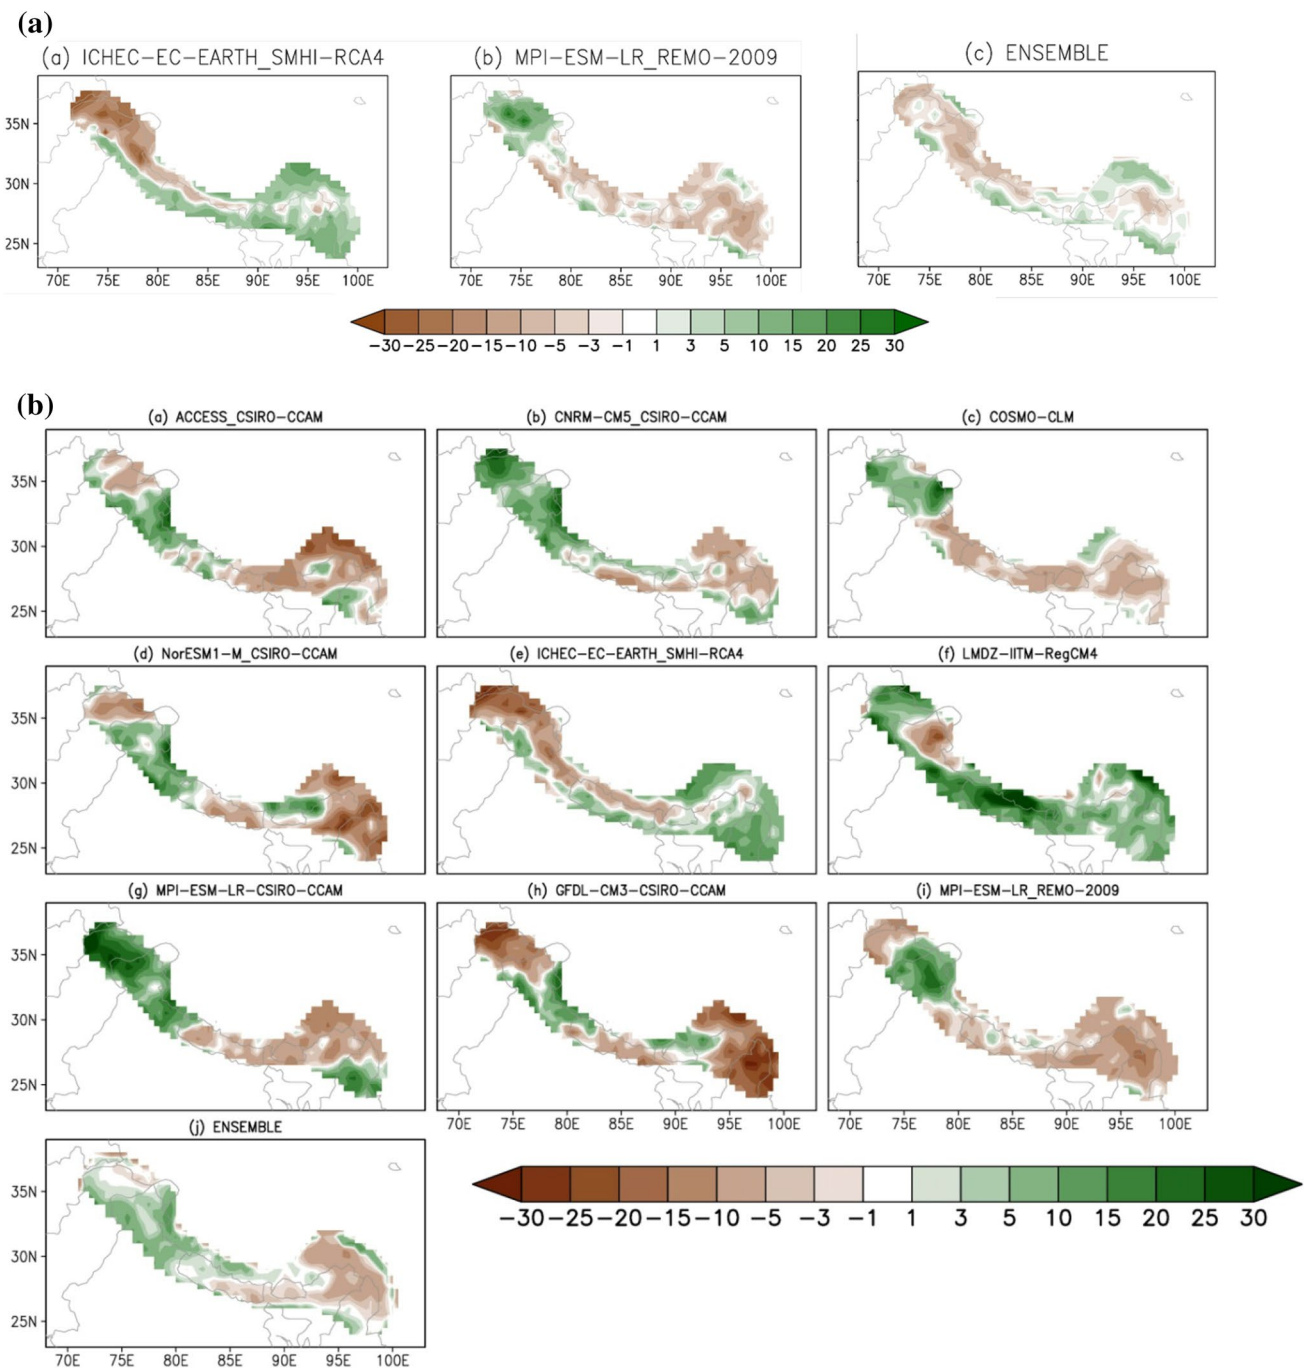 (a)
(a) ICHEC-EC-EARTH_SMHI-RCA4 (b) MPI-ESM-LR_REMO-2009 (c) ENSEMBLE
35N
30N
25N
70E 75E 80E 85E 90E 95E 100E 70E 75E 80E 85E 90E 95E 100E 70E 75E 80E 85E 90E 95E 100E
-30 -25 -20 -15 -10 -5 -3 -1 1 3 5 10 15 20 25 30
(b)
(a) ACCESS_CSIRO-CCAM (b) CNRM-CM5_CSIRO-CCAM (c) COSMO-CLM
35N
30N
25N
(d) NorESM1-M_CSIRO-CCAM (e) ICHEC-EC-EARTH_SMHI-RCA4 (f) LMDZ-IITM-RegCM4
35N
30N
25N
(g) MPI-ESM-LR-CSIRO-CCAM (h) GFDL-CM3-CSIRO-CCAM (i) MPI-ESM-LR_REMO-2009
35N
30N
25N
70E 75E 80E 85E 90E 95E 100E 70E 75E 80E 85E 90E 95E 100E
(j) ENSEMBLE
35N
30N
25N
70E 75E 80E 85E 90E 95E 100E
-30 -25 -20 -15 -10 -5 -3 -1 1 3 5 10 15 20 25 30